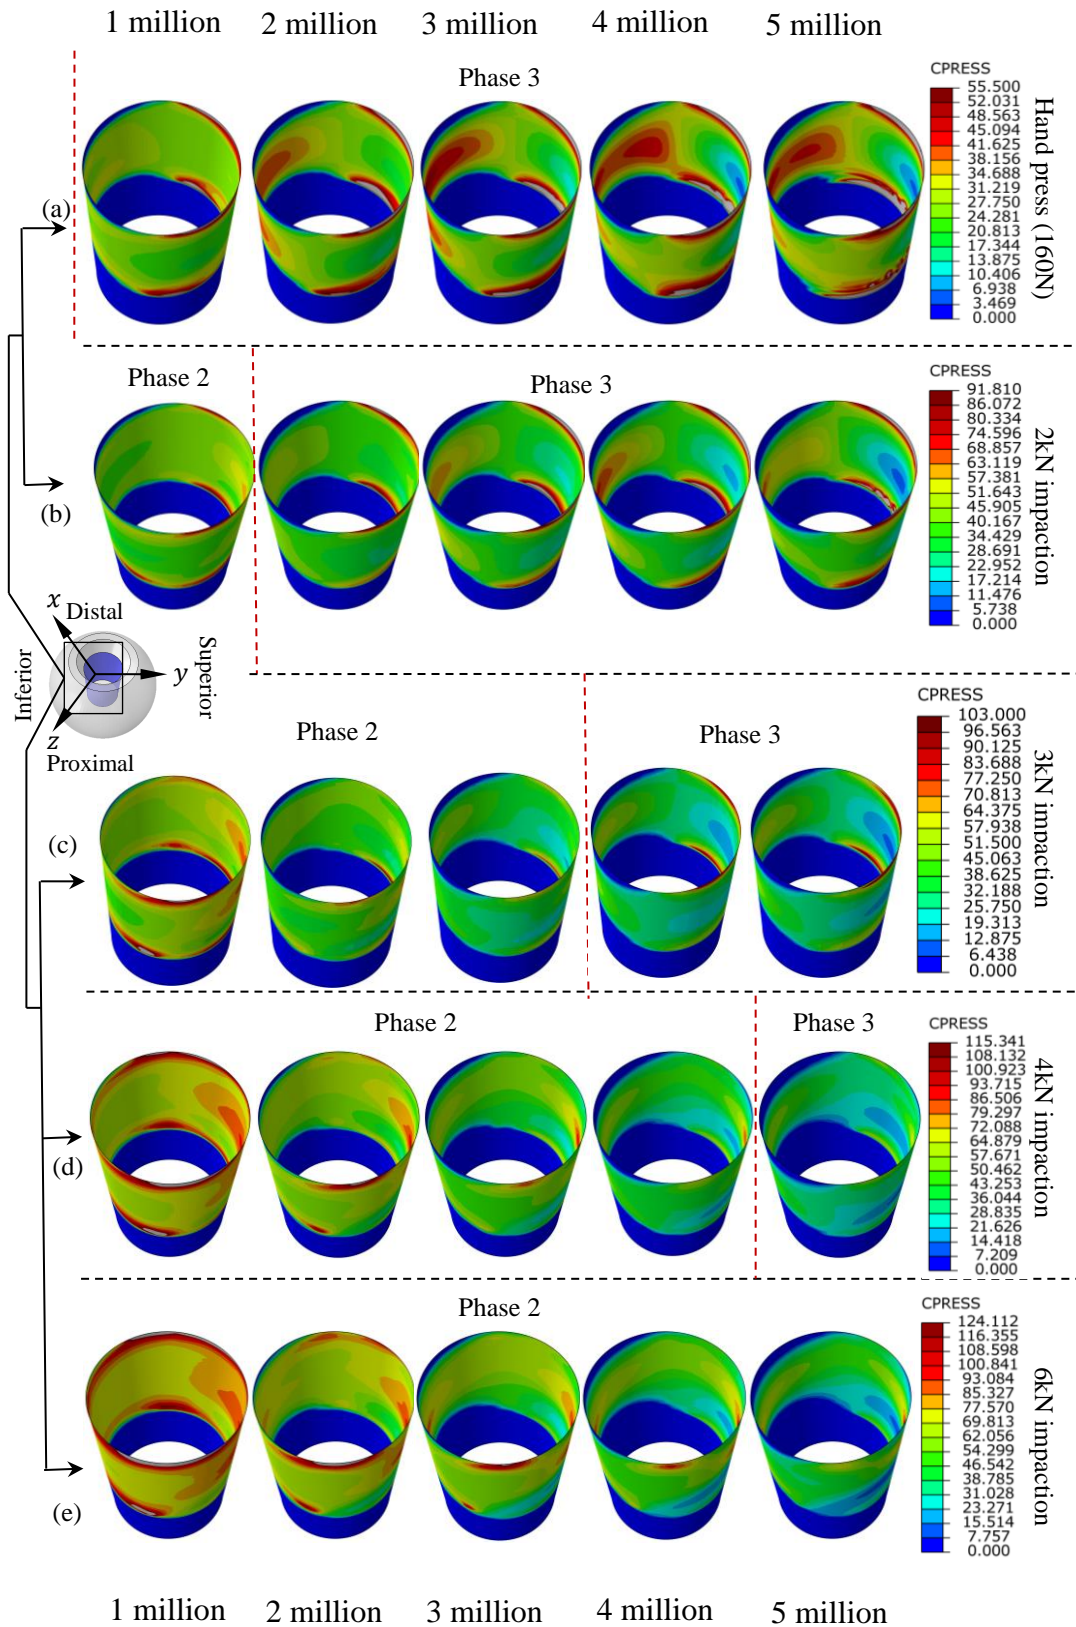 1 million 2 million 3 million 4 million 5 million
Phase 3
(a)
CPRESS
55.500
52.031
48.563
45.094
41.625
38.156
34.688
31.219
27.750
24.281
20.813
17.344
13.875
10.406
6.938
3.469
0.000
Hand press (160N)
Phase 2
Phase 3
(b)
CPRESS
91.810
86.072
80.334
74.596
68.857
63.119
57.381
51.643
45.905
40.167
34.429
28.691
22.952
17.214
11.476
5.738
0.000
2kN impaction
x
Distal
Inferior
Superior
y
z
Proximal
Phase 2
Phase 3
(c)
CPRESS
103.000
96.563
90.125
83.688
77.250
70.813
64.375
57.938
51.500
45.063
38.625
32.188
25.750
19.313
12.875
6.438
0.000
3kN impaction
Phase 2
Phase 3
(d)
CPRESS
115.341
108.132
100.923
93.715
86.506
79.297
72.088
64.879
57.671
50.462
43.253
36.044
28.835
21.626
14.418
7.209
0.000
4kN impaction
Phase 2
(e)
CPRESS
124.112
116.355
108.598
100.841
93.084
85.327
77.570
69.813
62.056
54.299
46.542
38.785
31.028
23.271
15.514
7.757
0.000
6kN impaction
1 million 2 million 3 million 4 million 5 million